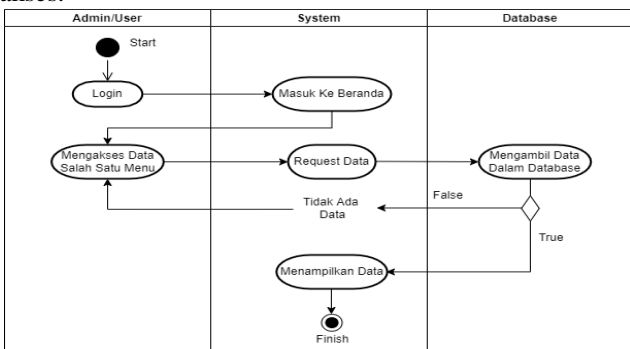 Admin/User
System
Database
Start
Login
Masuk Ke Beranda
Mengakses Data
Salah Satu Menu
Request Data
Mengambil Data
Dalam Database
Tidak Ada
Data
False
True
Menampilkan Data
Finish